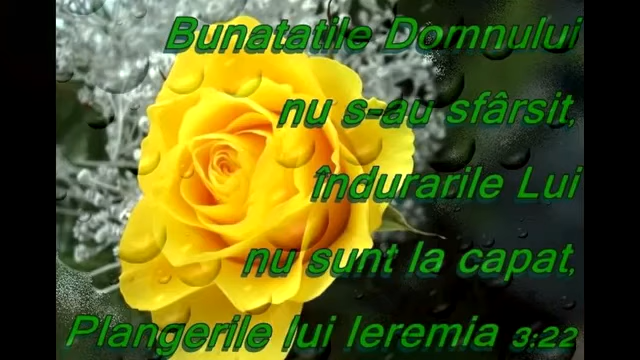 Bunatatile Domnului
nu s-au sfârsit,
îndurarile Lui
nu sunt la capat,
Plangerile lui Ieremia 3:22